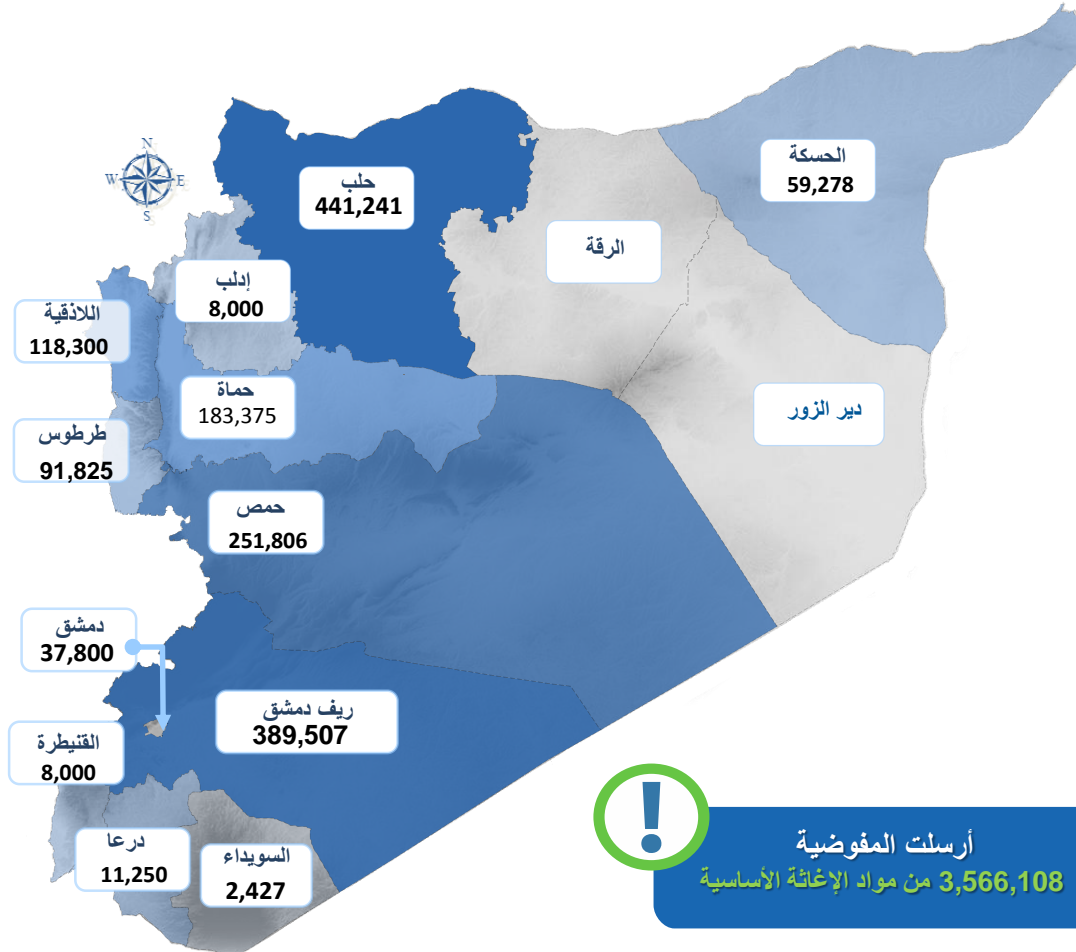 N
W
E
S
الحسكة
59,278
حلب
441,241
الرقة
إدلب
8,000
اللاذقية
118,300
حماة
183,375
دير الزور
طرطوس
91,825
حمص
251,806
دمشق
37,800
ريف دمشق
389,507
القنيطرة
8,000
درعا
11,250
السويداء
2,427
أرسلت المفوضية
3,566,108 من مواد الإغاثة الأساسية